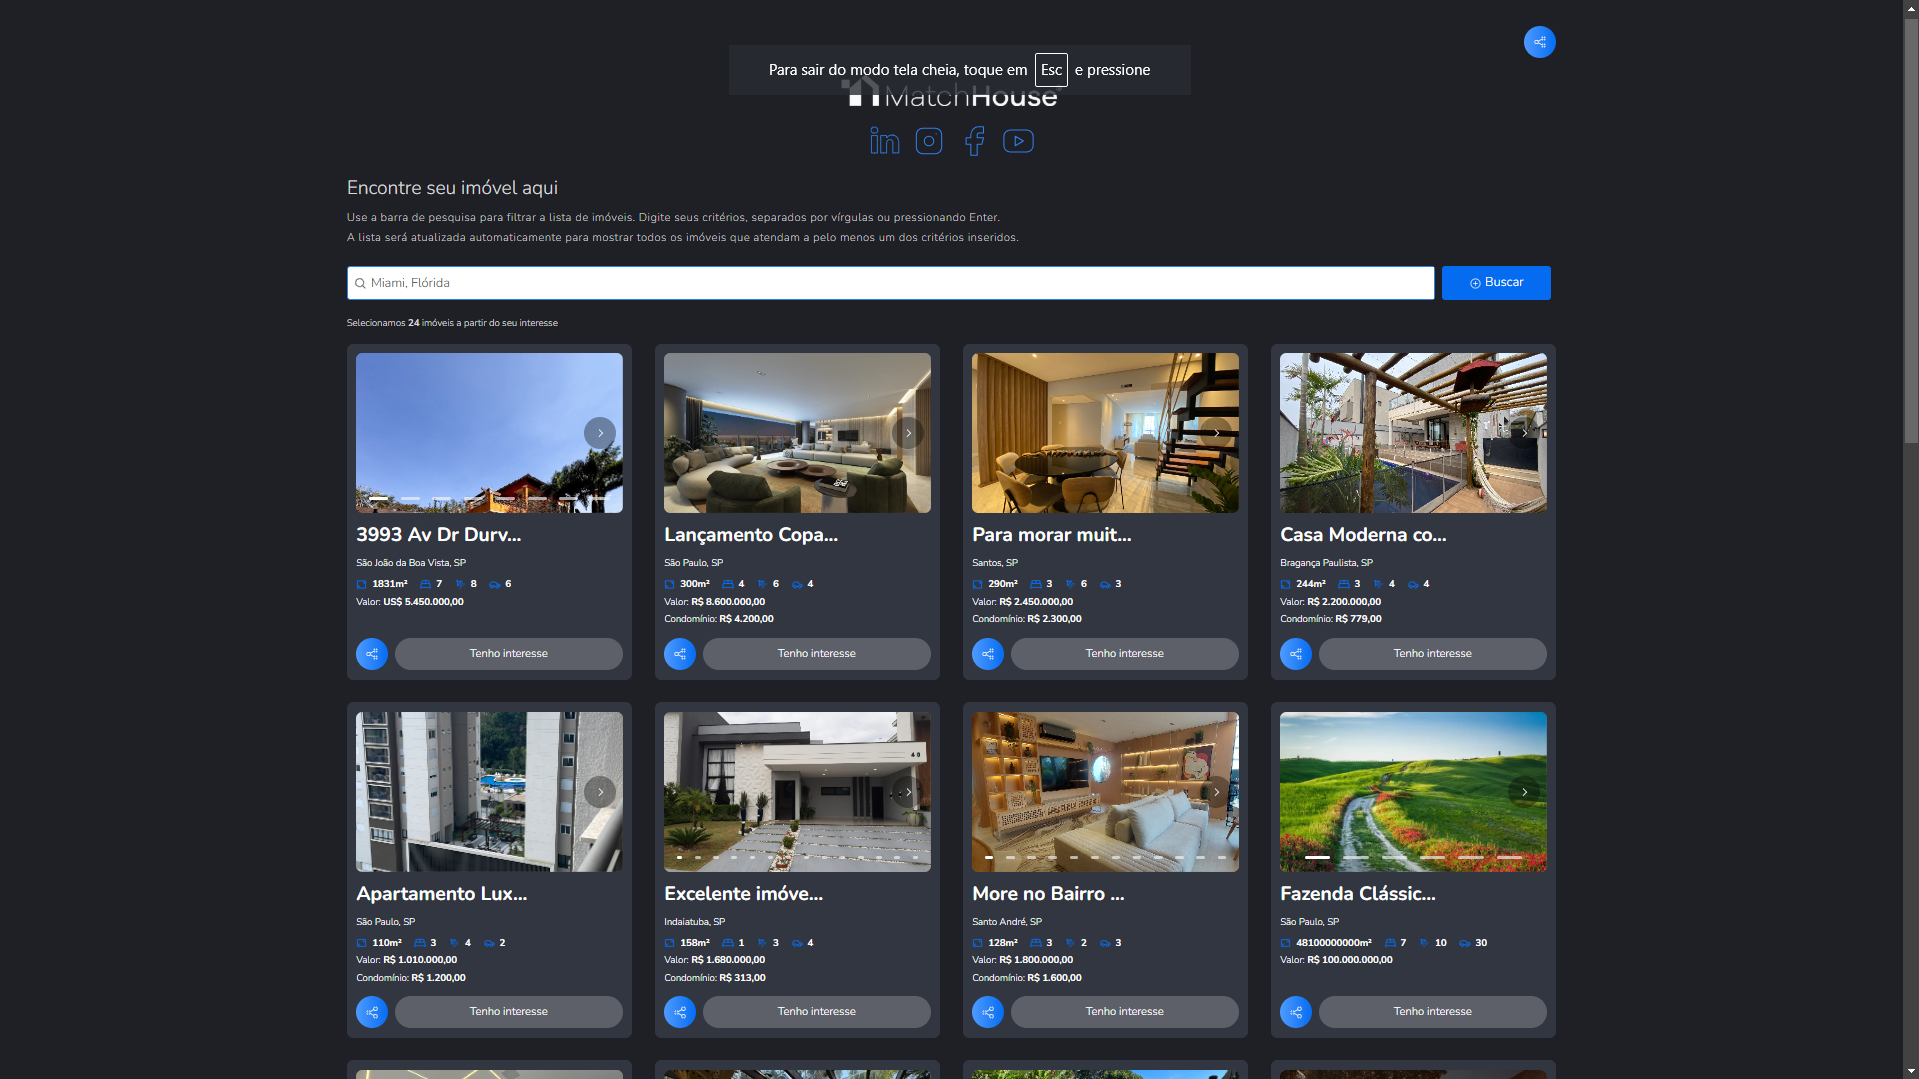 Para sair do modo tela cheia, toque em Esc e pressione
MatchHouse
Encontre seu imóvel aqui
Use a barra de pesquisa para filtrar a lista de imóveis. Digite seus critérios, separados por vírgulas ou pressionando Enter.
A lista será atualizada automaticamente para mostrar todos os imóveis que atendam a pelo menos um dos critérios inseridos.
Miami, Flórida
Buscar
Selecionamos 24 imóveis a partir do seu interesse
3993 Av Dr Durv...
São João da Boa Vista, SP
1831m² 7 8 6
Valor: US$ 5.450.000,00
Tenho interesse
Lançamento Copa...
São Paulo, SP
300m² 4 6 4
Valor: R$ 8.600.000,00
Condomínio: R$ 4.200,00
Tenho interesse
Para morar muit...
Santos, SP
290m² 3 6 3
Valor: R$ 2.450.000,00
Condomínio: R$ 2.300,00
Tenho interesse
Casa Moderna co...
Bragança Paulista, SP
244m² 3 4 4
Valor: R$ 2.200.000,00
Condomínio: R$ 779,00
Tenho interesse
Apartamento Lux...
São Paulo, SP
110m² 3 4 2
Valor: R$ 1.010.000,00
Condomínio: R$ 1.200,00
Tenho interesse
48
Excelente imóve...
Indaiatuba, SP
158m² 1 3 4
Valor: R$ 1.680.000,00
Condomínio: R$ 313,00
Tenho interesse
More no Bairro ...
Santo André, SP
128m² 3 2 3
Valor: R$ 1.800.000,00
Condomínio: R$ 1.600,00
Tenho interesse
Fazenda Clássic...
São Paulo, SP
48100000000m² 7 10 30
Valor: R$ 100.000.000,00
Tenho interesse